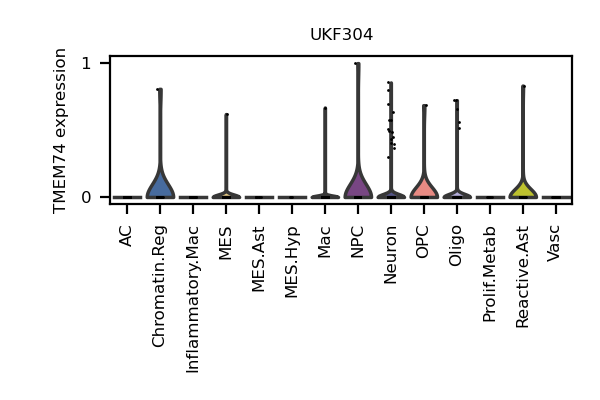 UKF304
TMEM74 expression
1
0
AC
Chromatin.Reg
Inflammatory.Mac
MES
MES.Ast
MES.Hyp
Mac
NPC
Neuron
OPC
Oligo
Prolif.Metab
Reactive.Ast
Vasc